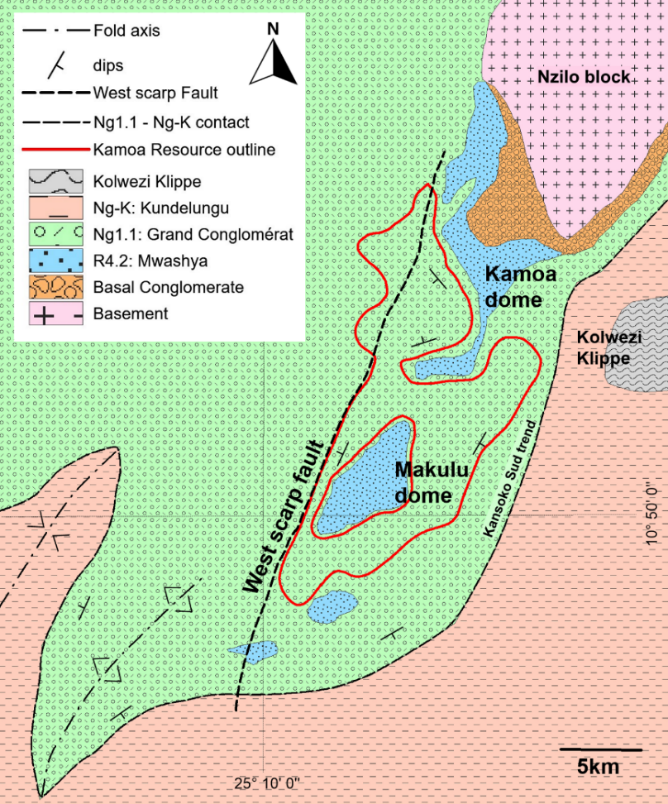 Fold axis
dips
West scarp Fault
Ng1.1 - Ng-K contact
Kamoa Resource outline
Kolwezi Klippe
Ng-K: Kundelungu
Ng1.1: Grand Conglomérat
R4.2: Mwashya
Basal Conglomerate
Basement
N
Nzilo block
Kamoa
dome
Kolwezi
Klippe
Makulu
dome
West scarp fault
Kansoko Sud trend
10° 50' 0"
25° 10' 0"
5km